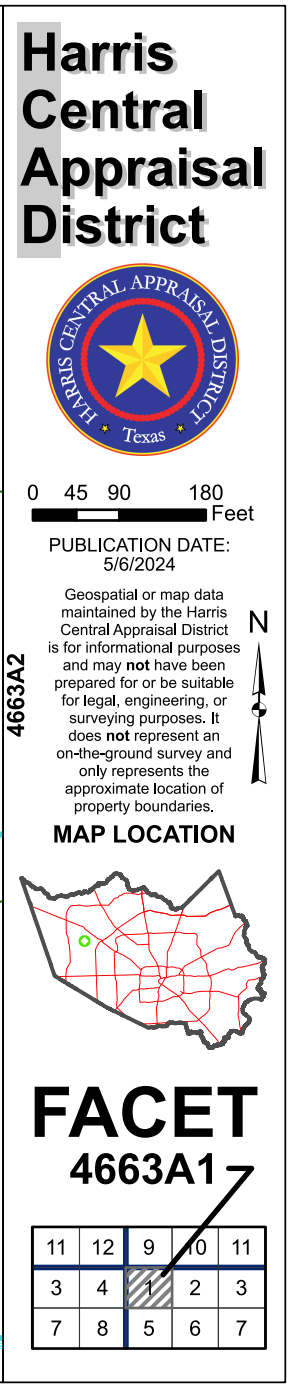 Harris
Central
Appraisal
District
HARRIS CENTRAL APPRAISAL DISTRICT
Texas
0 45 90 180
Feet
PUBLICATION DATE:
5/6/2024
Geospatial or map data
maintained by the Harris
Central Appraisal District
is for informational purposes
and may not have been
prepared for or be suitable
for legal, engineering, or
surveying purposes. It
does not represent an
on-the-ground survey and
only represents the
approximate location of
property boundaries.
N
4663A2
MAP LOCATION
FACET
4663A1
11 12 9 10 11
3 4 1 2 3
7 8 5 6 7